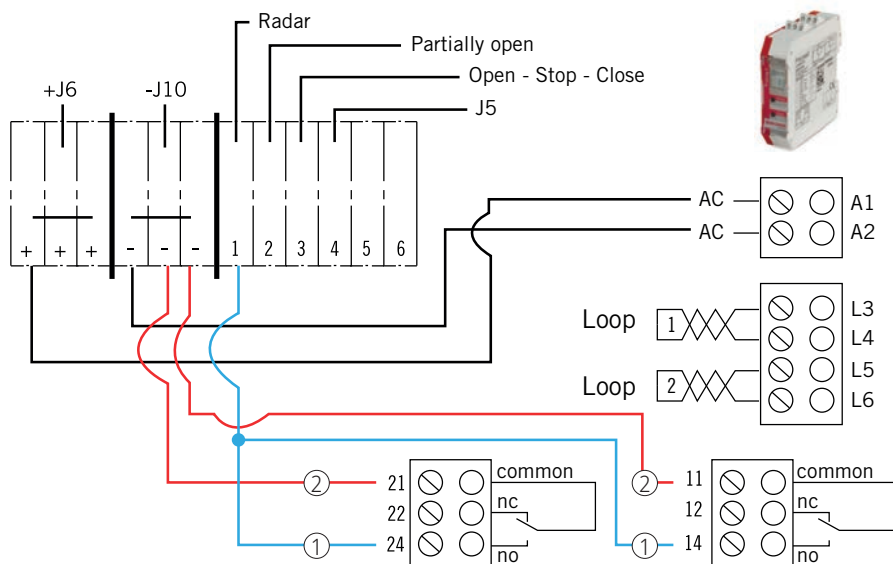 Radar
Partially open
Open - Stop - Close
J5
+J6
-J10
+ + + - - - 1 2 3 4 5 6
AC A1
AC A2
Loop 1 L3
L4
Loop 2 L5
L6
2 21 common
22 nc
1 24 no
2 11 common
12 nc
1 14 no